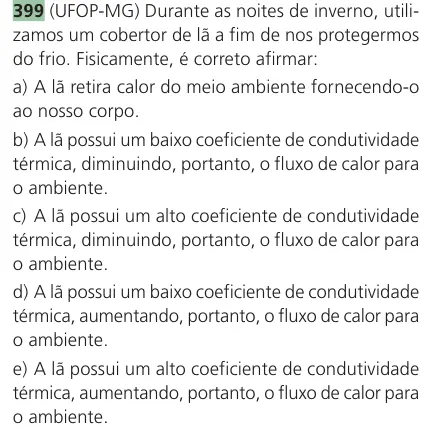 399 (UFOP-MG) Durante as noites de inverno, utili-
zamos um cobertor de lã a fim de nos protegermos
do frio. Fisicamente, é correto afirmar:
a) A lã retira calor do meio ambiente fornecendo-o
ao nosso corpo.
b) A lã possui um baixo coeficiente de condutividade
térmica, diminuindo, portanto, o fluxo de calor para
o ambiente.
c) A lã possui um alto coeficiente de condutividade
térmica, diminuindo, portanto, o fluxo de calor para
o ambiente.
d) A lã possui um baixo coeficiente de condutividade
térmica, aumentando, portanto, o fluxo de calor para
o ambiente.
e) A lã possui um alto coeficiente de condutividade
térmica, aumentando, portanto, o fluxo de calor para
o ambiente.